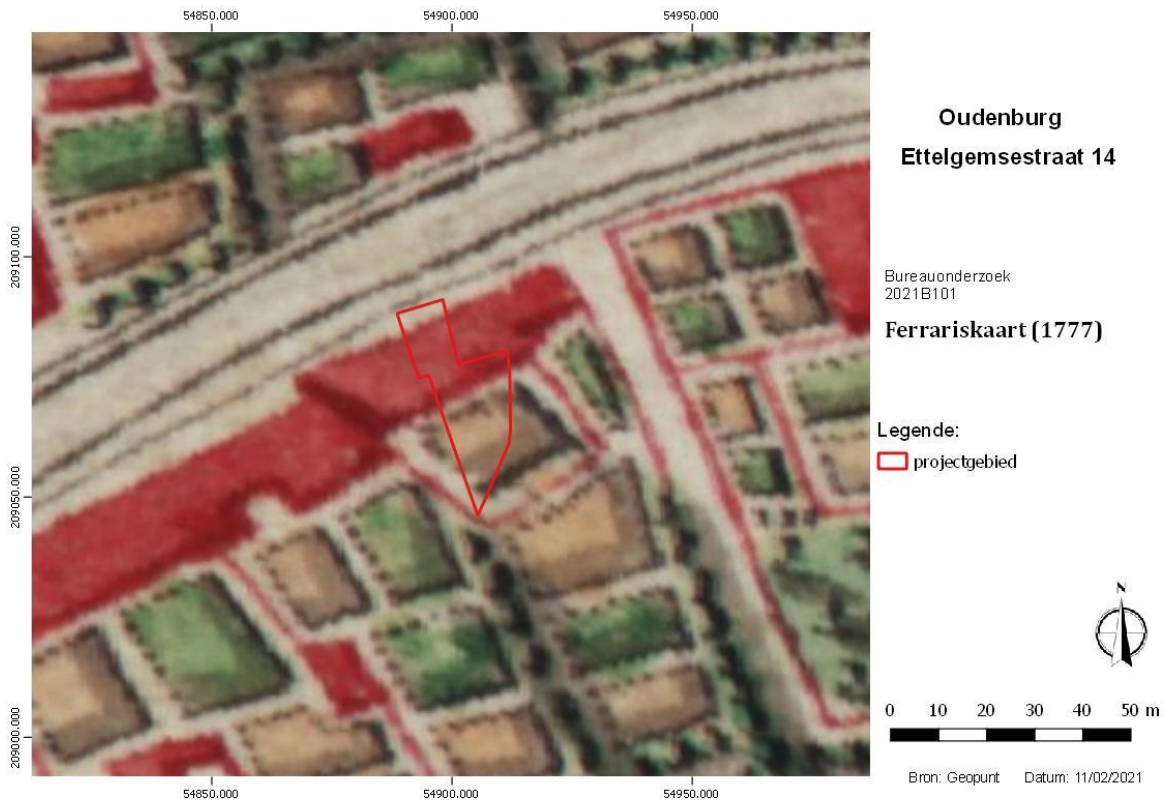 54850.000 54900.000 54950.000
209100.000
209050.000
209000.000
54850.000 54900.000 54950.000
Oudenburg
Ettelgemsestraat 14
Bureauonderzoek
2021B101
Ferrariskaart (1777)
Legende:
projectgebied
N
0 10 20 30 40 50 m
Bron: Geopunt Datum: 11/02/2021